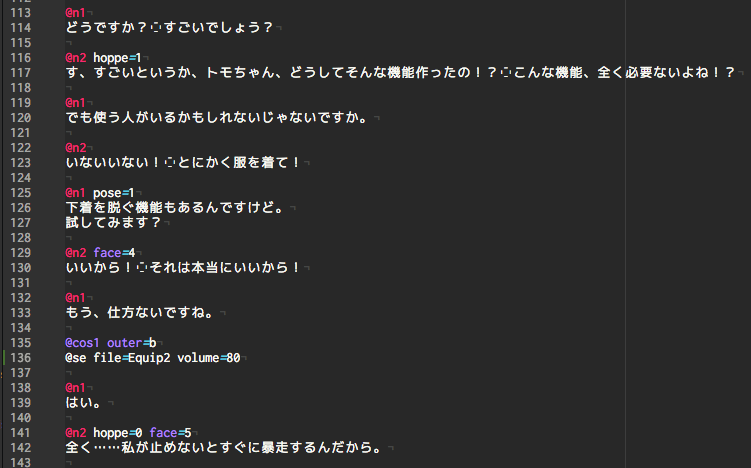 113 @n1
114 どうですか？　すごいでしょう？
115
116 @n2 hoppe=1
117 す、すごいというか、トモちゃん、どうしてそんな機能作ったの！？　こんな機能、全く必要ないよね！？
118
119 @n1
120 でも使う人がいるかもしれないじゃないですか。
121
122 @n2
123 いないいない！　とにかく服を着て！
124
125 @n1 pose=1
126 下着を脱ぐ機能もあるんですけど。
127 試してみます？
128
129 @n2 face=4
130 いいから！　それは本当にいいから！
131
132 @n1
133 もう、仕方ないですね。
134
135 @cos1 outer=b
136 @se file=Equip2 volume=80
137
138 @n1
139 はい。
140
141 @n2 hoppe=0 face=5
142 全く……私が止めないとすぐに暴走するんだから。
143